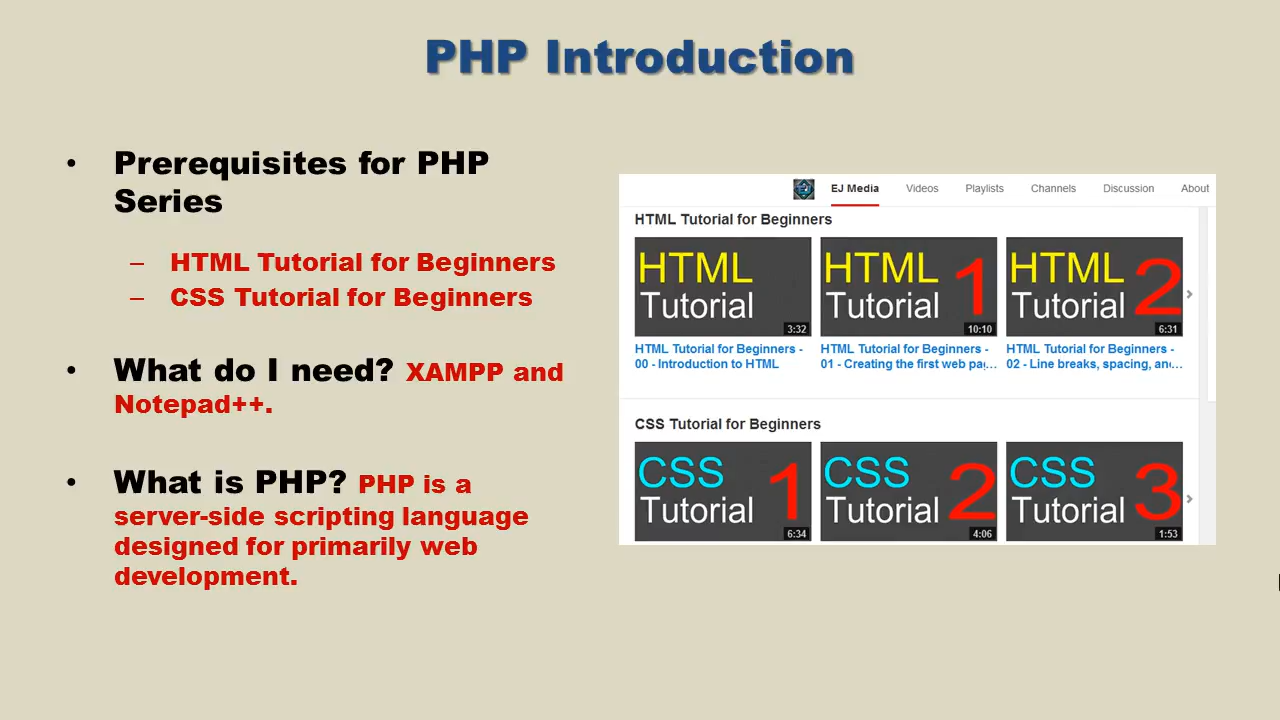 PHP Introduction
• Prerequisites for PHP
Series
– HTML Tutorial for Beginners
– CSS Tutorial for Beginners
• What do I need? XAMPP and
Notepad++.
• What is PHP? PHP is a
server-side scripting language
designed for primarily web
development.
EJ Media Videos Playlists Channels Discussion About
HTML Tutorial for Beginners
HTML HTML HTML
Tutorial Tutorial 1 Tutorial 2
3:32 10:10 6:31
HTML Tutorial for Beginners - HTML Tutorial for Beginners - HTML Tutorial for Beginners -
00 - Introduction to HTML 01 - Creating the first web pa… 02 - Line breaks, spacing, an…
CSS Tutorial for Beginners
CSS CSS CSS
Tutorial 1 Tutorial 2 Tutorial 3
6:34 4:06 1:53